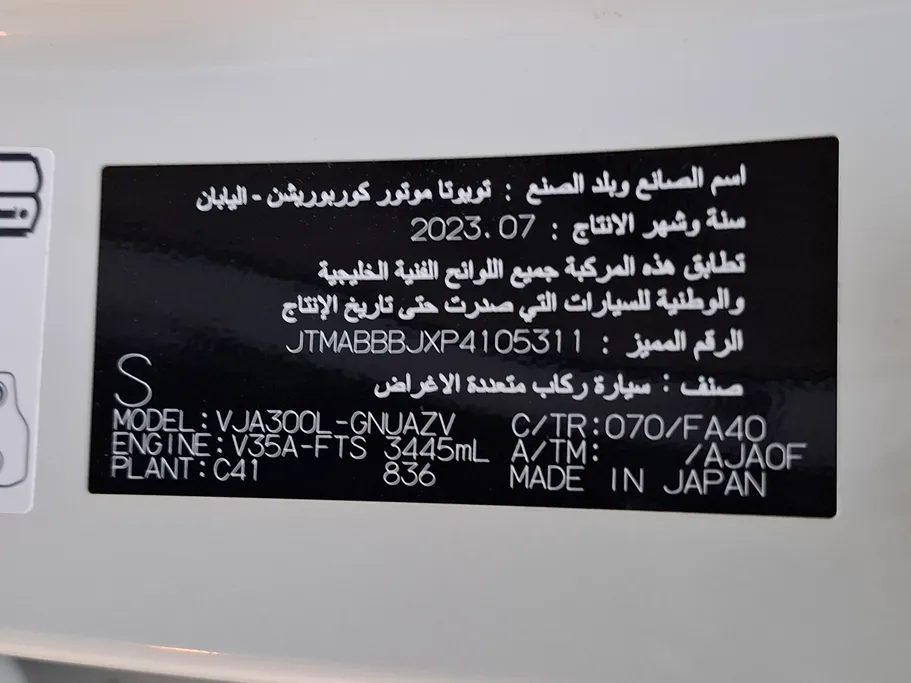 اسم الصانع وبلد الصنع : تويوتا موتور كوربوريشن - اليابان
سنة وشهر الانتاج : 2023.07
تطابق هذه المركبة جميع اللوائح الفنية الخليجية
والوطنية للسيارات التي صدرت حتى تاريخ الإنتاج
الرقم المميز : JTMABBBJXP4105311
صنف : سيارة ركاب متعددة الاغراض
S
MODEL:VJA300L-GNUAZV C/TR:070/FA40
ENGINE:V35A-FTS 3445mL A/TM: /AJA0F
PLANT:C41 836 MADE IN JAPAN